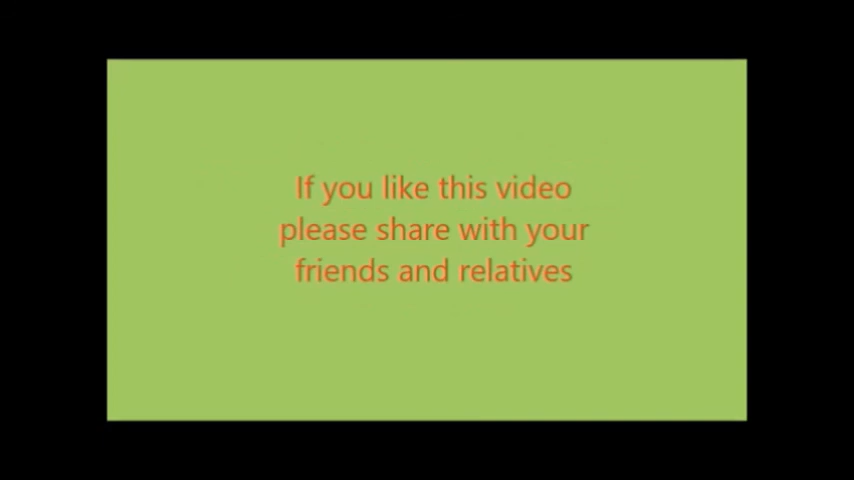 If you like this video
please share with your
friends and relatives